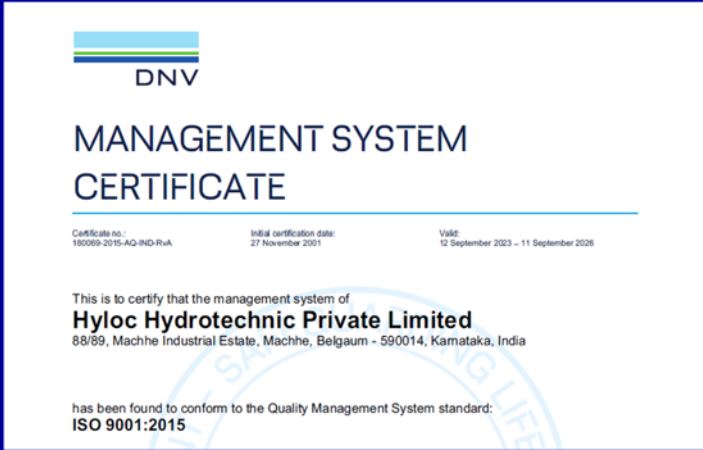 DNV
MANAGEMENT SYSTEM
CERTIFICATE
Certificate no.:
180069-2015-AQ-IND-RvA
Initial certification date:
27 November 2001
Valid:
12 September 2023 – 11 September 2026
This is to certify that the management system of
Hyloc Hydrotechnic Private Limited
88/89, Machhe Industrial Estate, Machhe, Belgaum - 590014, Karnataka, India
has been found to conform to the Quality Management System standard:
ISO 9001:2015